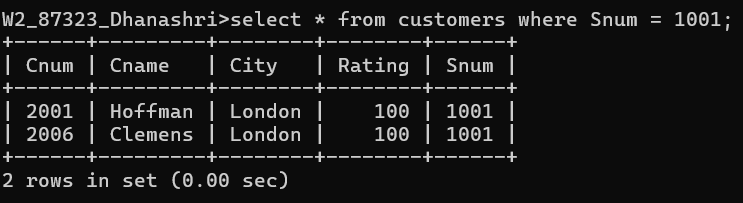 W2_87323_Dhanashri>select * from customers where Snum = 1001;
+------+---------+--------+--------+------+
| Cnum | Cname   | City   | Rating | Snum |
+------+---------+--------+--------+------+
| 2001 | Hoffman | London |    100 | 1001 |
| 2006 | Clemens | London |    100 | 1001 |
+------+---------+--------+--------+------+
2 rows in set (0.00 sec)